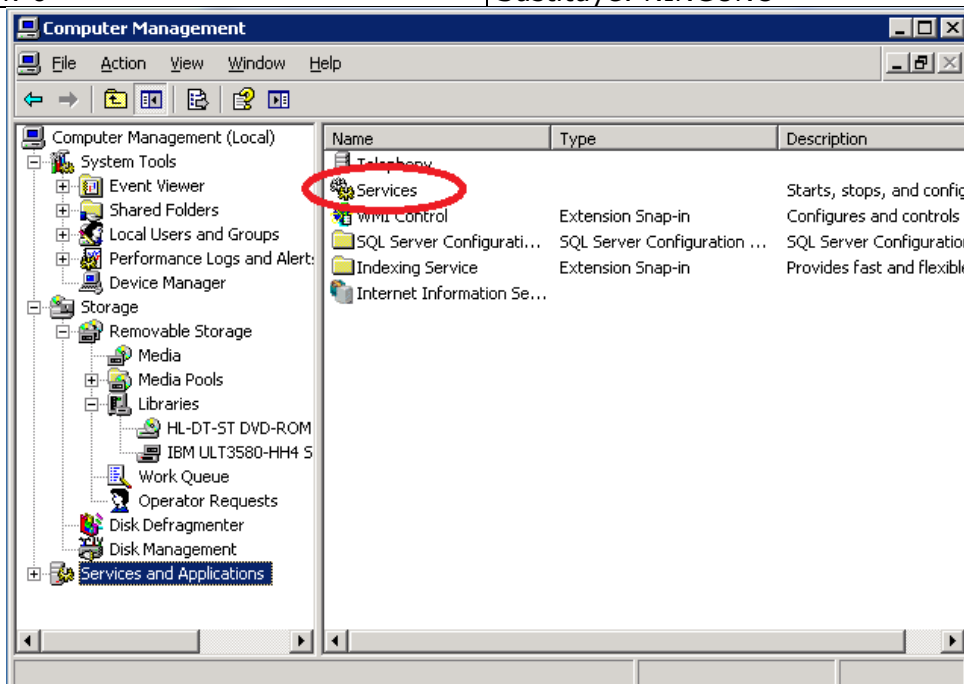 Computer Management
File Action View Window Help
Computer Management (Local)
System Tools
Event Viewer
Shared Folders
Local Users and Groups
Performance Logs and Alert
Device Manager
Storage
Removable Storage
Media
Media Pools
Libraries
HL-DT-ST DVD-ROM
IBM ULT3580-HH4 S
Work Queue
Operator Requests
Disk Defragmenter
Disk Management
Services and Applications
Name Type Description
Telephony
Services Starts, stops, and config
WMI Control Extension Snap-in Configures and controls
SQL Server Configurati... SQL Server Configuration ... SQL Server Configuratio
Indexing Service Extension Snap-in Provides fast and flexible
Internet Information Se...